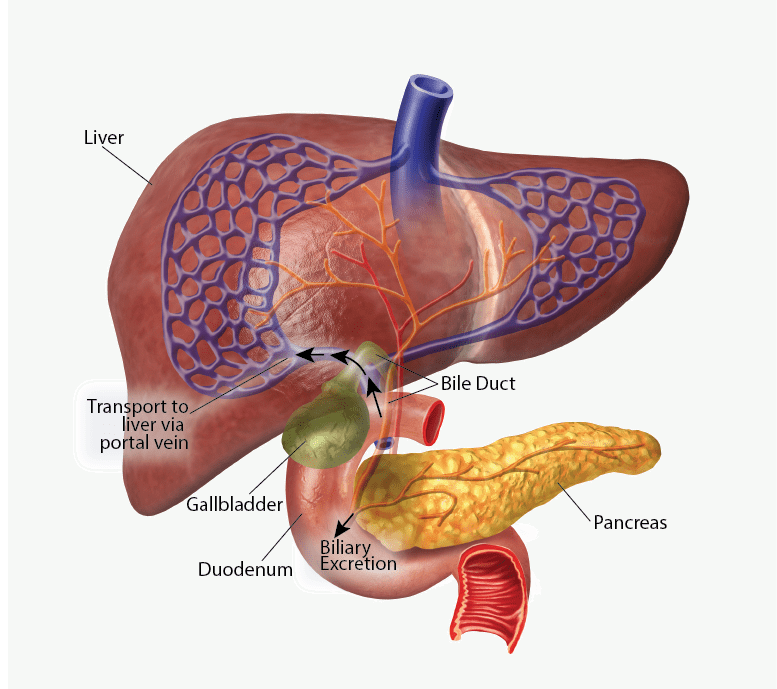 Liver
Bile Duct
Transport to
liver via
portal vein
Gallbladder
Pancreas
Biliary
Excretion
Duodenum